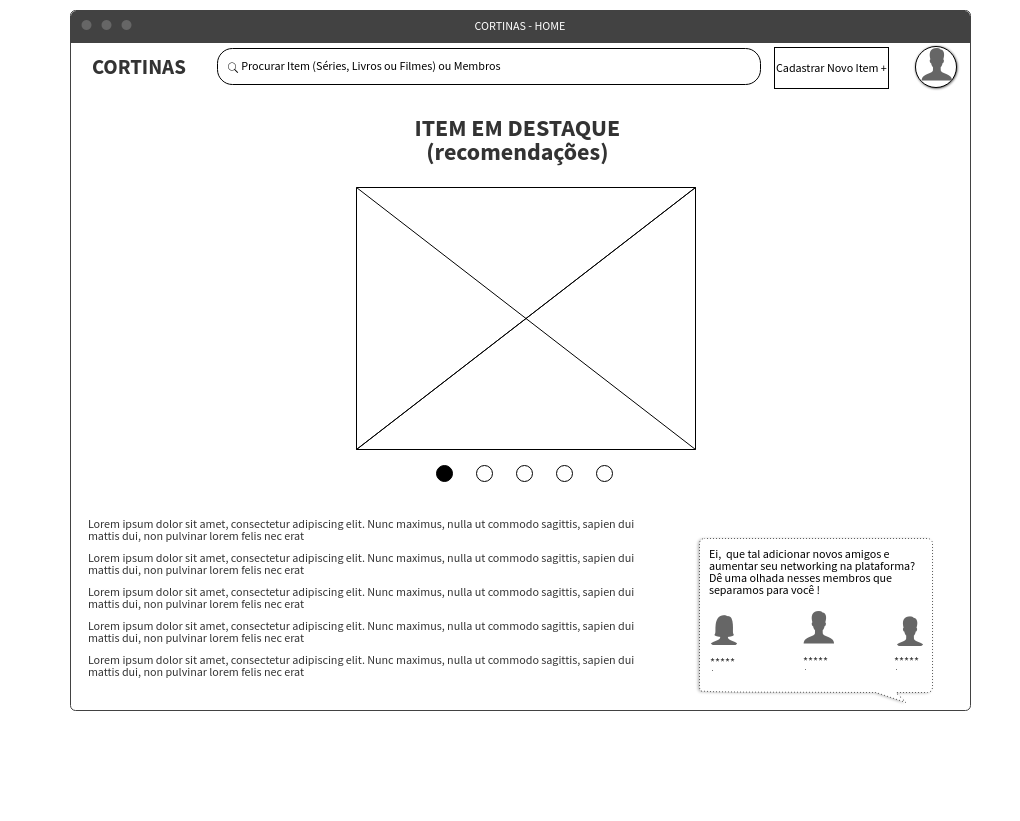 CORTINAS - HOME
CORTINAS
Procurar Item (Séries, Livros ou Filmes) ou Membros
Cadastrar Novo Item +
ITEM EM DESTAQUE
(recomendações)
Lorem ipsum dolor sit amet, consectetur adipiscing elit. Nunc maximus, nulla ut commodo sagittis, sapien dui
mattis dui, non pulvinar lorem felis nec erat
Lorem ipsum dolor sit amet, consectetur adipiscing elit. Nunc maximus, nulla ut commodo sagittis, sapien dui
mattis dui, non pulvinar lorem felis nec erat
Lorem ipsum dolor sit amet, consectetur adipiscing elit. Nunc maximus, nulla ut commodo sagittis, sapien dui
mattis dui, non pulvinar lorem felis nec erat
Lorem ipsum dolor sit amet, consectetur adipiscing elit. Nunc maximus, nulla ut commodo sagittis, sapien dui
mattis dui, non pulvinar lorem felis nec erat
Lorem ipsum dolor sit amet, consectetur adipiscing elit. Nunc maximus, nulla ut commodo sagittis, sapien dui
mattis dui, non pulvinar lorem felis nec erat
Ei,  que tal adicionar novos amigos e
aumentar seu networking na plataforma?
Dê uma olhada nesses membros que
separamos para você !
***** ***** *****
. . .